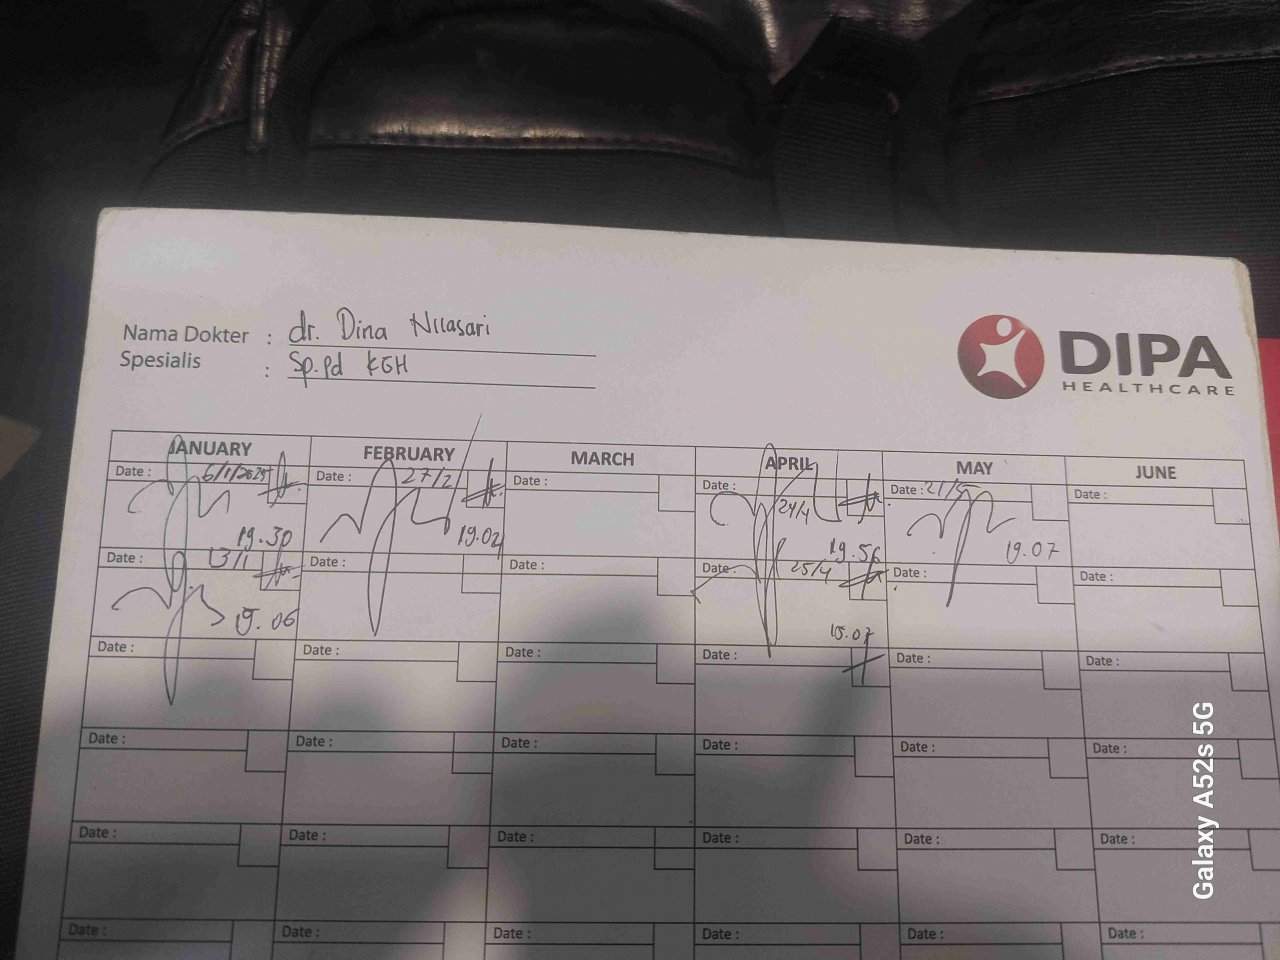 Nama Dokter : dr. Dina Nilasari
Spesialis : Sp.Pd KGH
DIPA
HEALTHCARE
JANUARY FEBRUARY MARCH APRIL MAY JUNE
Date : 6/1/2025 Date : 27/2 Date : Date : 24/4 Date : 21/5 Date :
19.30 19.02 19.56 19.07
Date : 13/1 Date : Date : Date : 25/4 Date : Date :
19.06 15.07
Date : Date : Date : Date : Date : Date :
Date : Date : Date : Date : Date : Date :
Date : Date : Date : Date : Date : Date :
Date : Date : Date : Date : Date : Date :
Galaxy A52s 5G